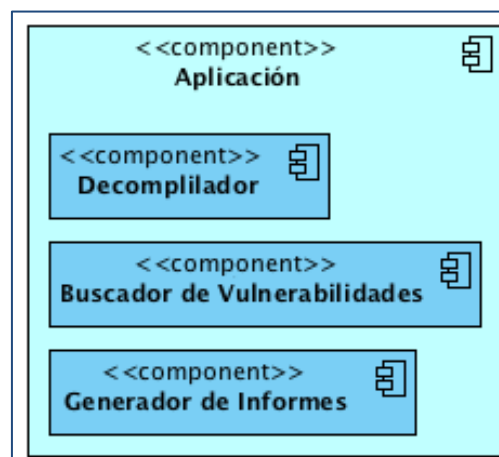 <<component>>
Aplicación
<<component>>
Decomplilador
<<component>>
Buscador de Vulnerabilidades
<<component>>
Generador de Informes